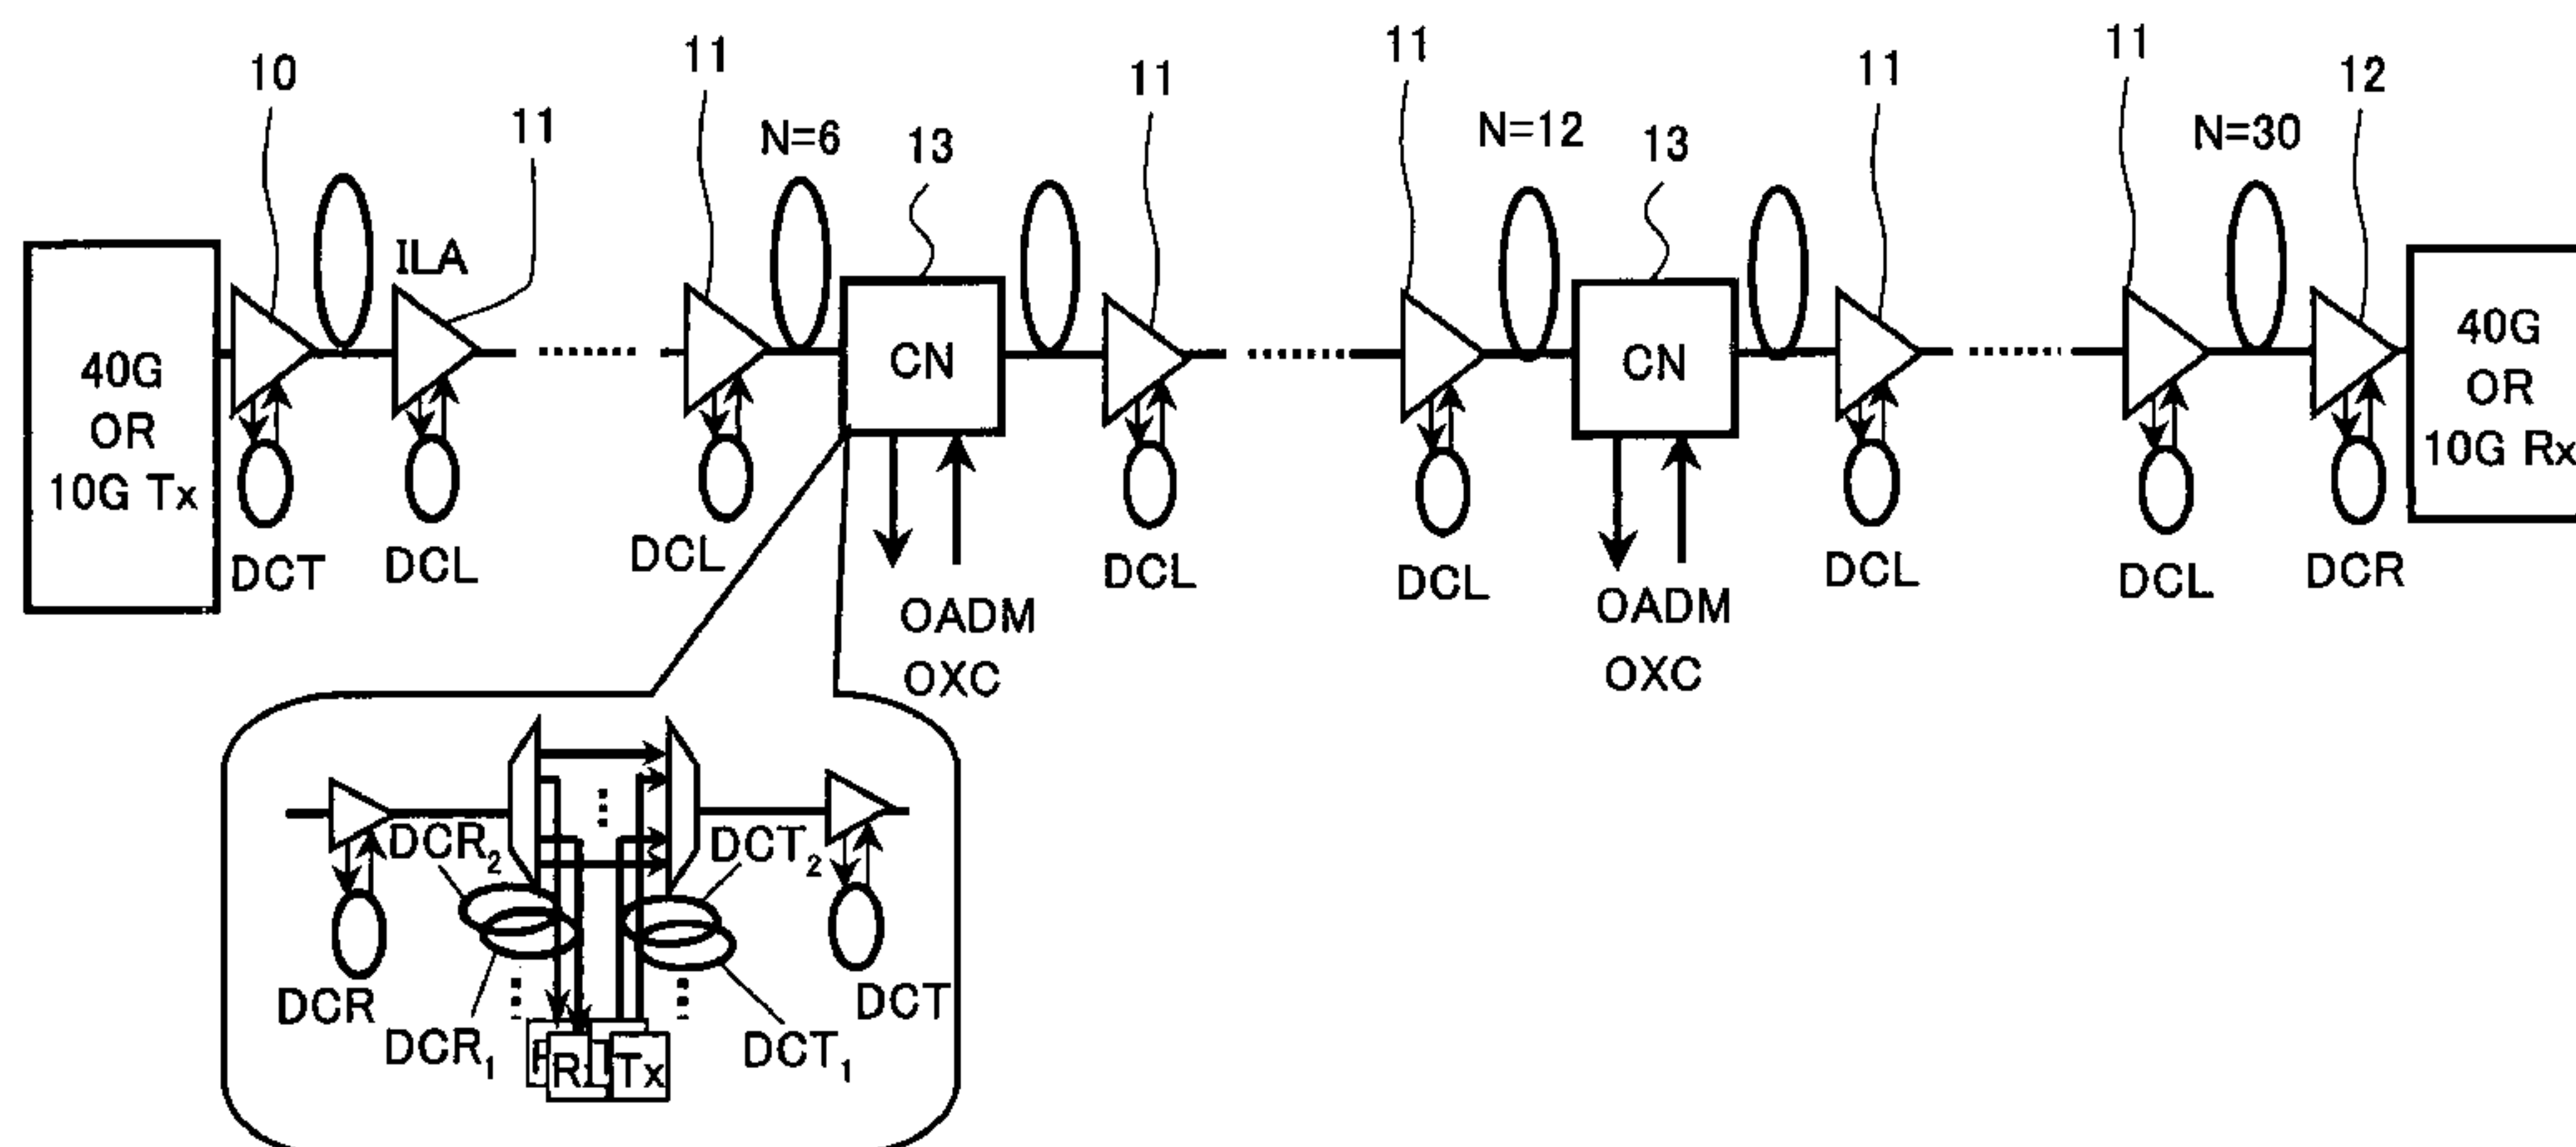 10
11
11
N=6
13
11
11
N=12
13
11
11
N=30
12
ILA
40G
OR
10G Tx
CN
CN
40G
OR
10G Rx
DCT
DCL
DCL
DCL
DCL
DCL
DCL
DCR
OADM
OXC
OADM
OXC
DCR₂
DCT₂
DCR
DCT
DCR₁
DCT₁
Tx